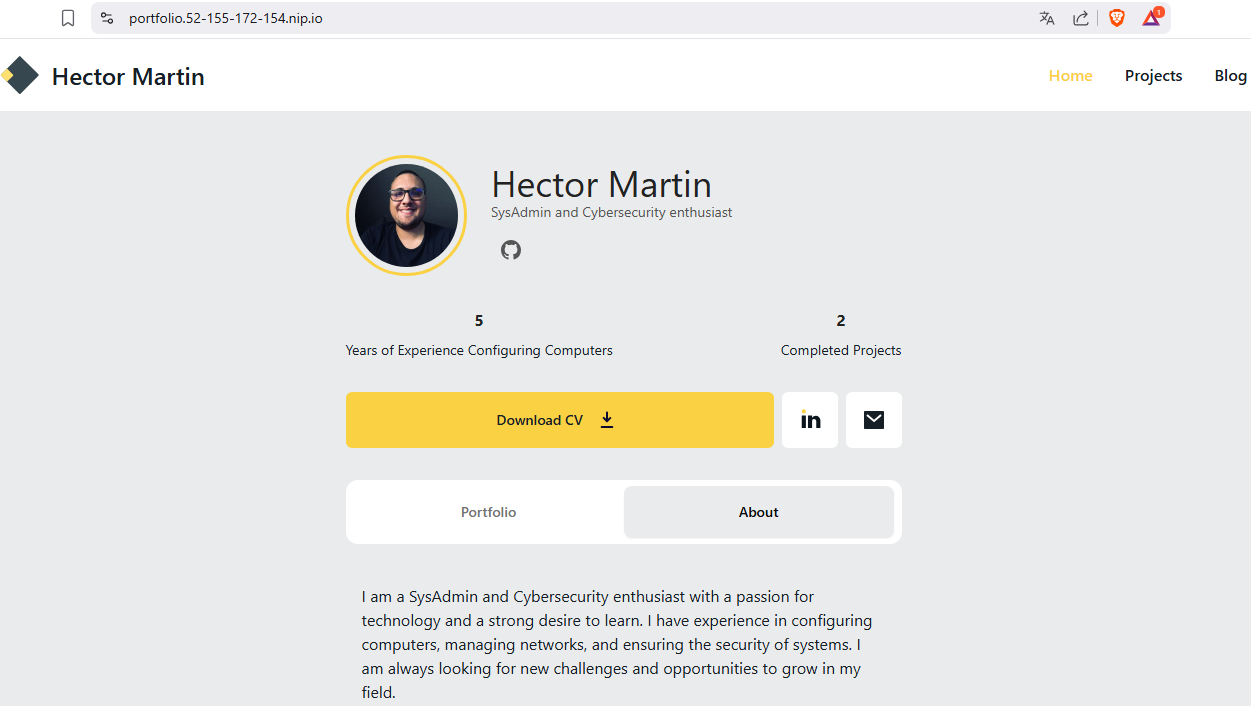 portfolio.52-155-172-154.nip.io
1
Hector Martin
Home Projects Blog
Hector Martin
SysAdmin and Cybersecurity enthusiast
5
Years of Experience Configuring Computers
2
Completed Projects
Download CV
in
Portfolio
About
I am a SysAdmin and Cybersecurity enthusiast with a passion for
technology and a strong desire to learn. I have experience in configuring
computers, managing networks, and ensuring the security of systems. I
am always looking for new challenges and opportunities to grow in my
field.